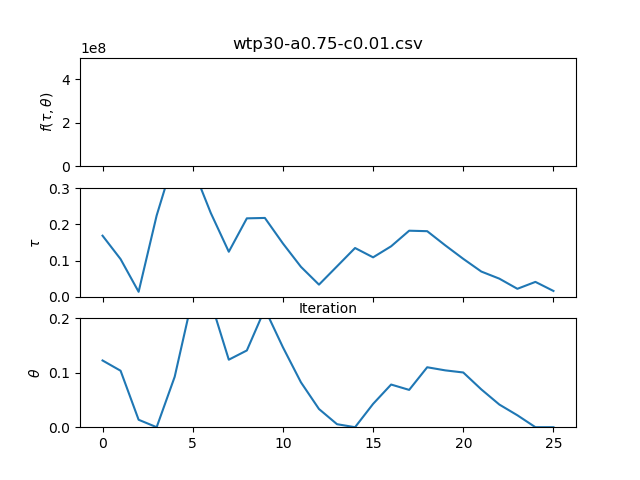 wtp30-a0.75-c0.01.csv
1e8
f(τ, θ)
4
2
0
τ
0.3
0.2
0.1
0.0
Iteration
θ
0.2
0.1
0.0
0 5 10 15 20 25